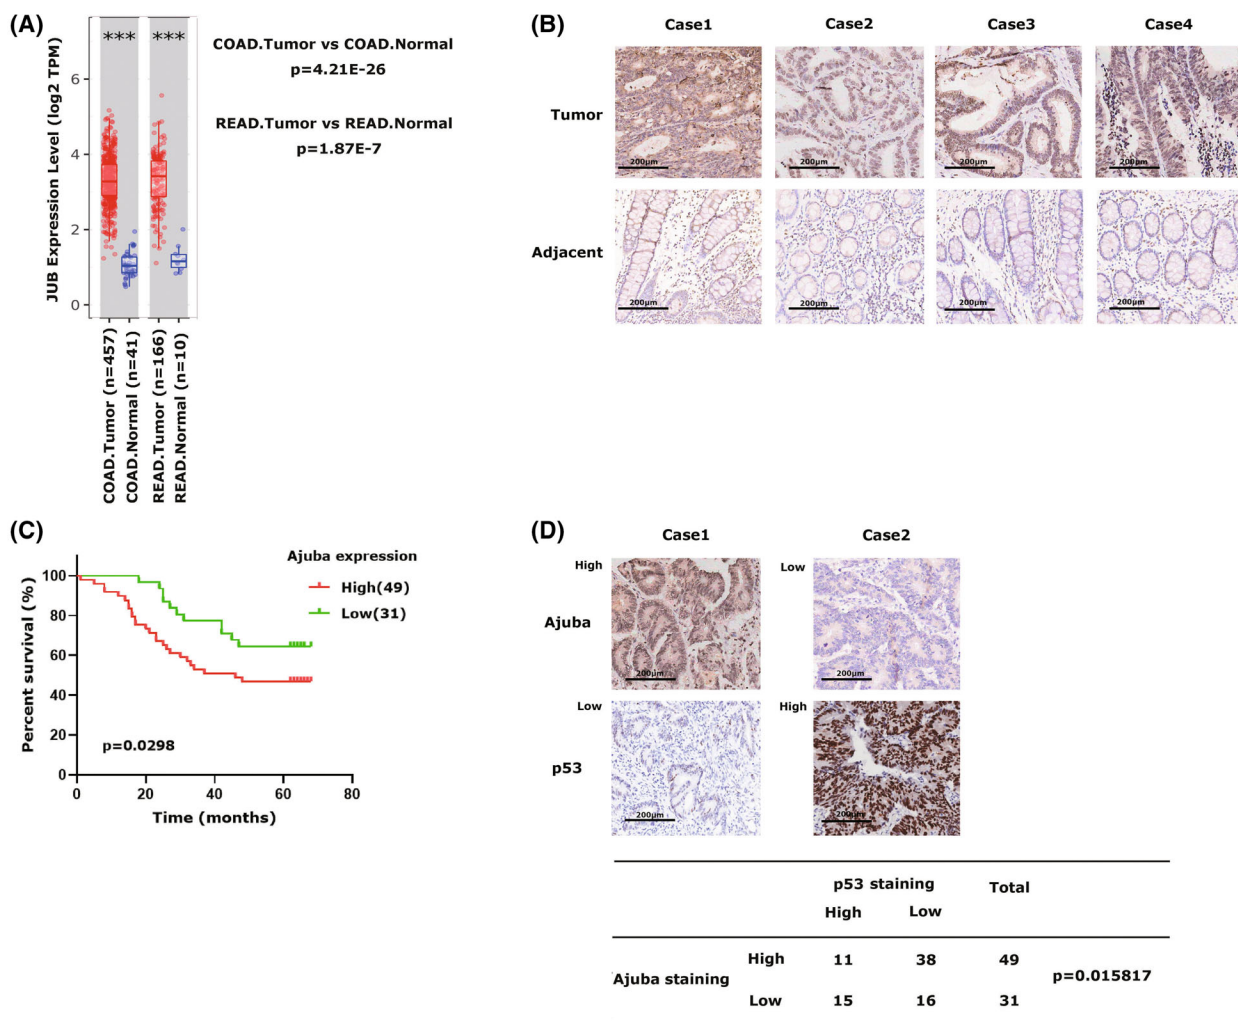 (A)
JUB Expression Level (log2 TPM)
6
4
2
0
*** ***
COAD.Tumor (n=457)
COAD.Normal (n=41)
READ.Tumor (n=166)
READ.Normal (n=10)
COAD.Tumor vs COAD.Normal
p=4.21E-26
READ.Tumor vs READ.Normal
p=1.87E-7
(B)
Case1 Case2 Case3 Case4
Tumor
200μm 200μm 200μm 200μm
Adjacent
200μm 200μm 200μm 200μm
(C)
Ajuba expression
High(49)
Low(31)
Percent survival (%)
100
80
60
40
20
0
p=0.0298
0 20 40 60 80
Time (months)
(D)
Case1 Case2
High Low
Ajuba
200μm 200μm
Low High
p53
200μm 200μm
p53 staining Total
High Low
High 11 38 49
Ajuba staining p=0.015817
Low 15 16 31